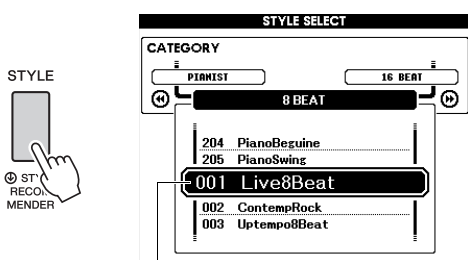 STYLE SELECT
CATEGORY
PIANIST
16 BEAT
8 BEAT
204 PianoBeguine
205 PianoSwing
001 Live8Beat
002 ContempRock
003 Uptempo8Beat
STYLE
MENDER